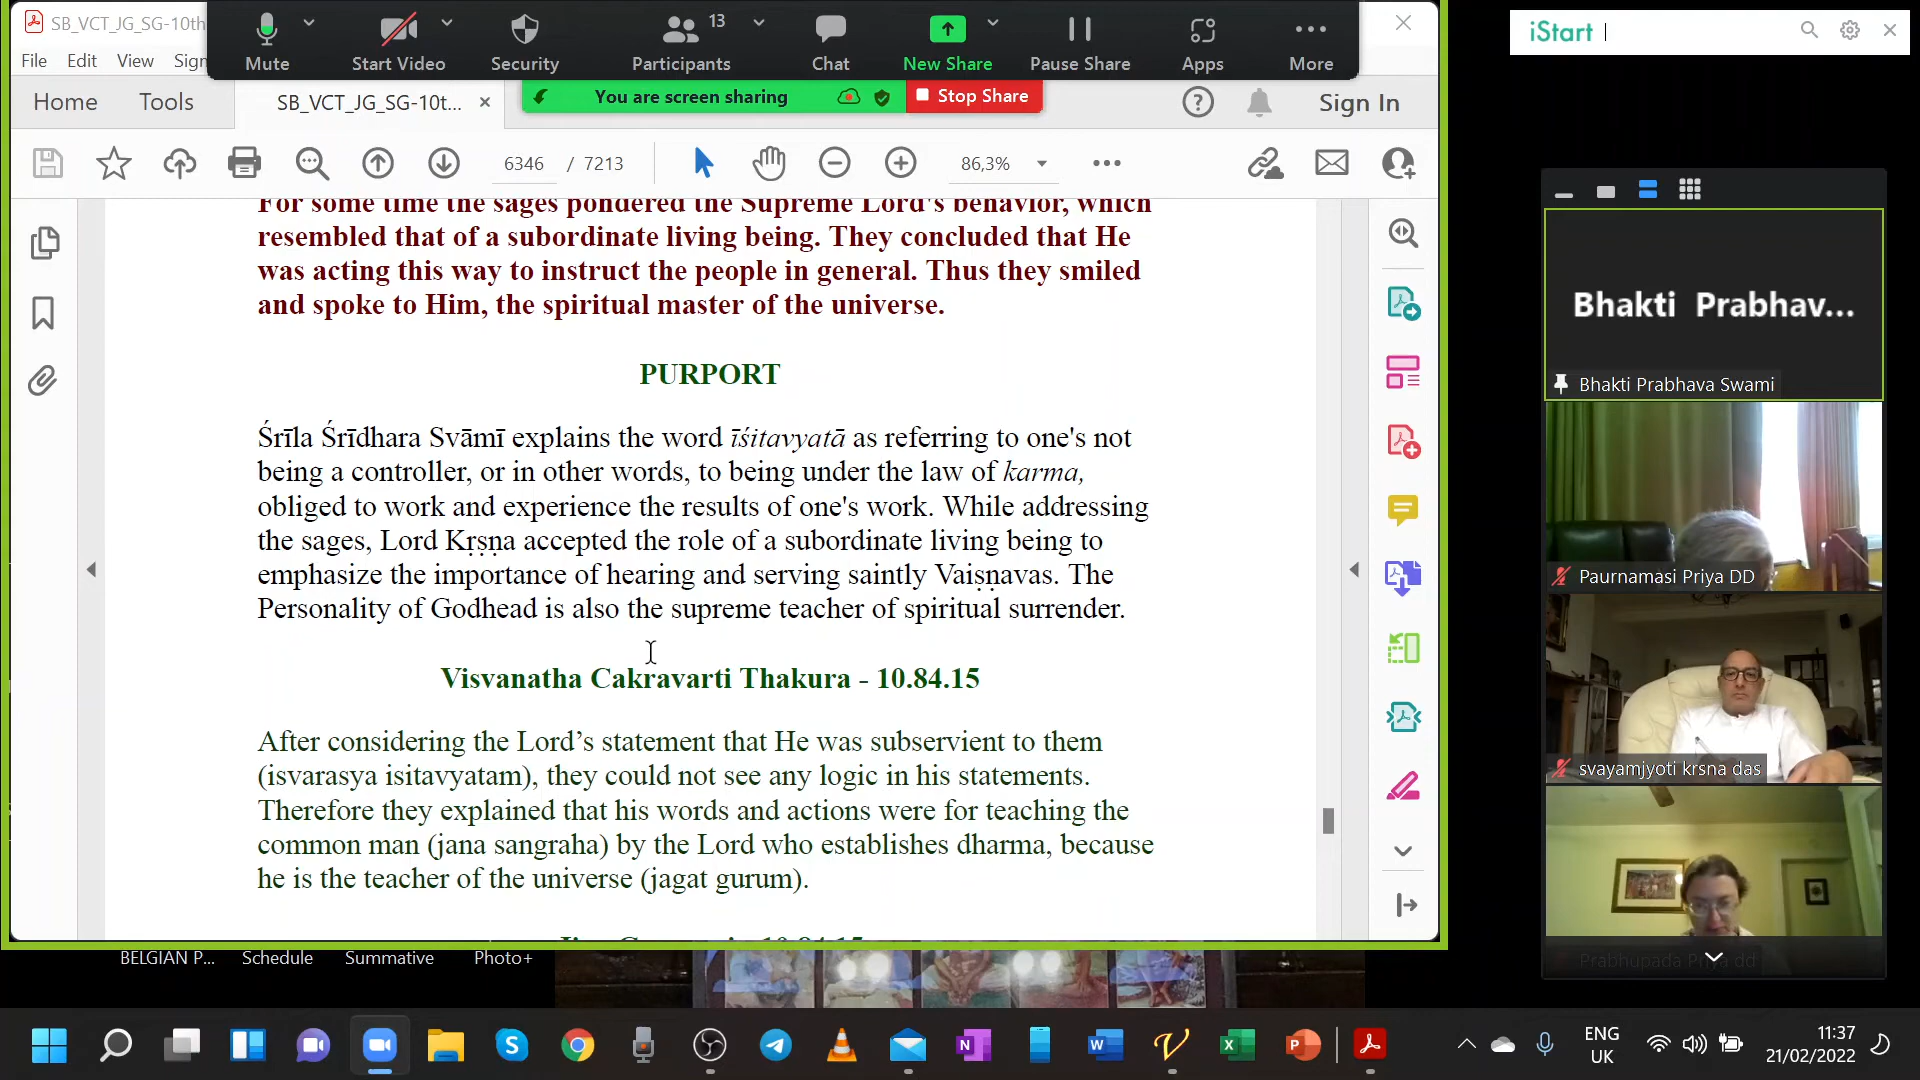 SB_VCT_JG_SG-10th
Mute
Start Video
Security
13
Participants
Chat
New Share
Pause Share
Apps
More
iStart
File Edit View Sign
Home
Tools
SB_VCT_JG_SG-10t...
You are screen sharing
Stop Share
Sign In
6346 / 7213
86,3%
For some time the sages pondered the Supreme Lord's behavior, which
resembled that of a subordinate living being. They concluded that He
was acting this way to instruct the people in general. Thus they smiled
and spoke to Him, the spiritual master of the universe.
PURPORT
Śrīla Śrīdhara Svāmī explains the word īśitavyatā as referring to one's not
being a controller, or in other words, to being under the law of karma,
obliged to work and experience the results of one's work. While addressing
the sages, Lord Kṛṣṇa accepted the role of a subordinate living being to
emphasize the importance of hearing and serving saintly Vaiṣṇavas. The
Personality of Godhead is also the supreme teacher of spiritual surrender.
Visvanatha Cakravarti Thakura - 10.84.15
After considering the Lord’s statement that He was subservient to them
(isvarasya isitavyatam), they could not see any logic in his statements.
Therefore they explained that his words and actions were for teaching the
common man (jana sangraha) by the Lord who establishes dharma, because
he is the teacher of the universe (jagat gurum).
Bhakti Prabhav...
Bhakti Prabhava Swami
Paurnamasi Priya DD
svayamjyoti krsna das
Prabhupada Priya dd
BELGIAN P...
Schedule
Summative
Photo+
ENG
UK
11:37
21/02/2022